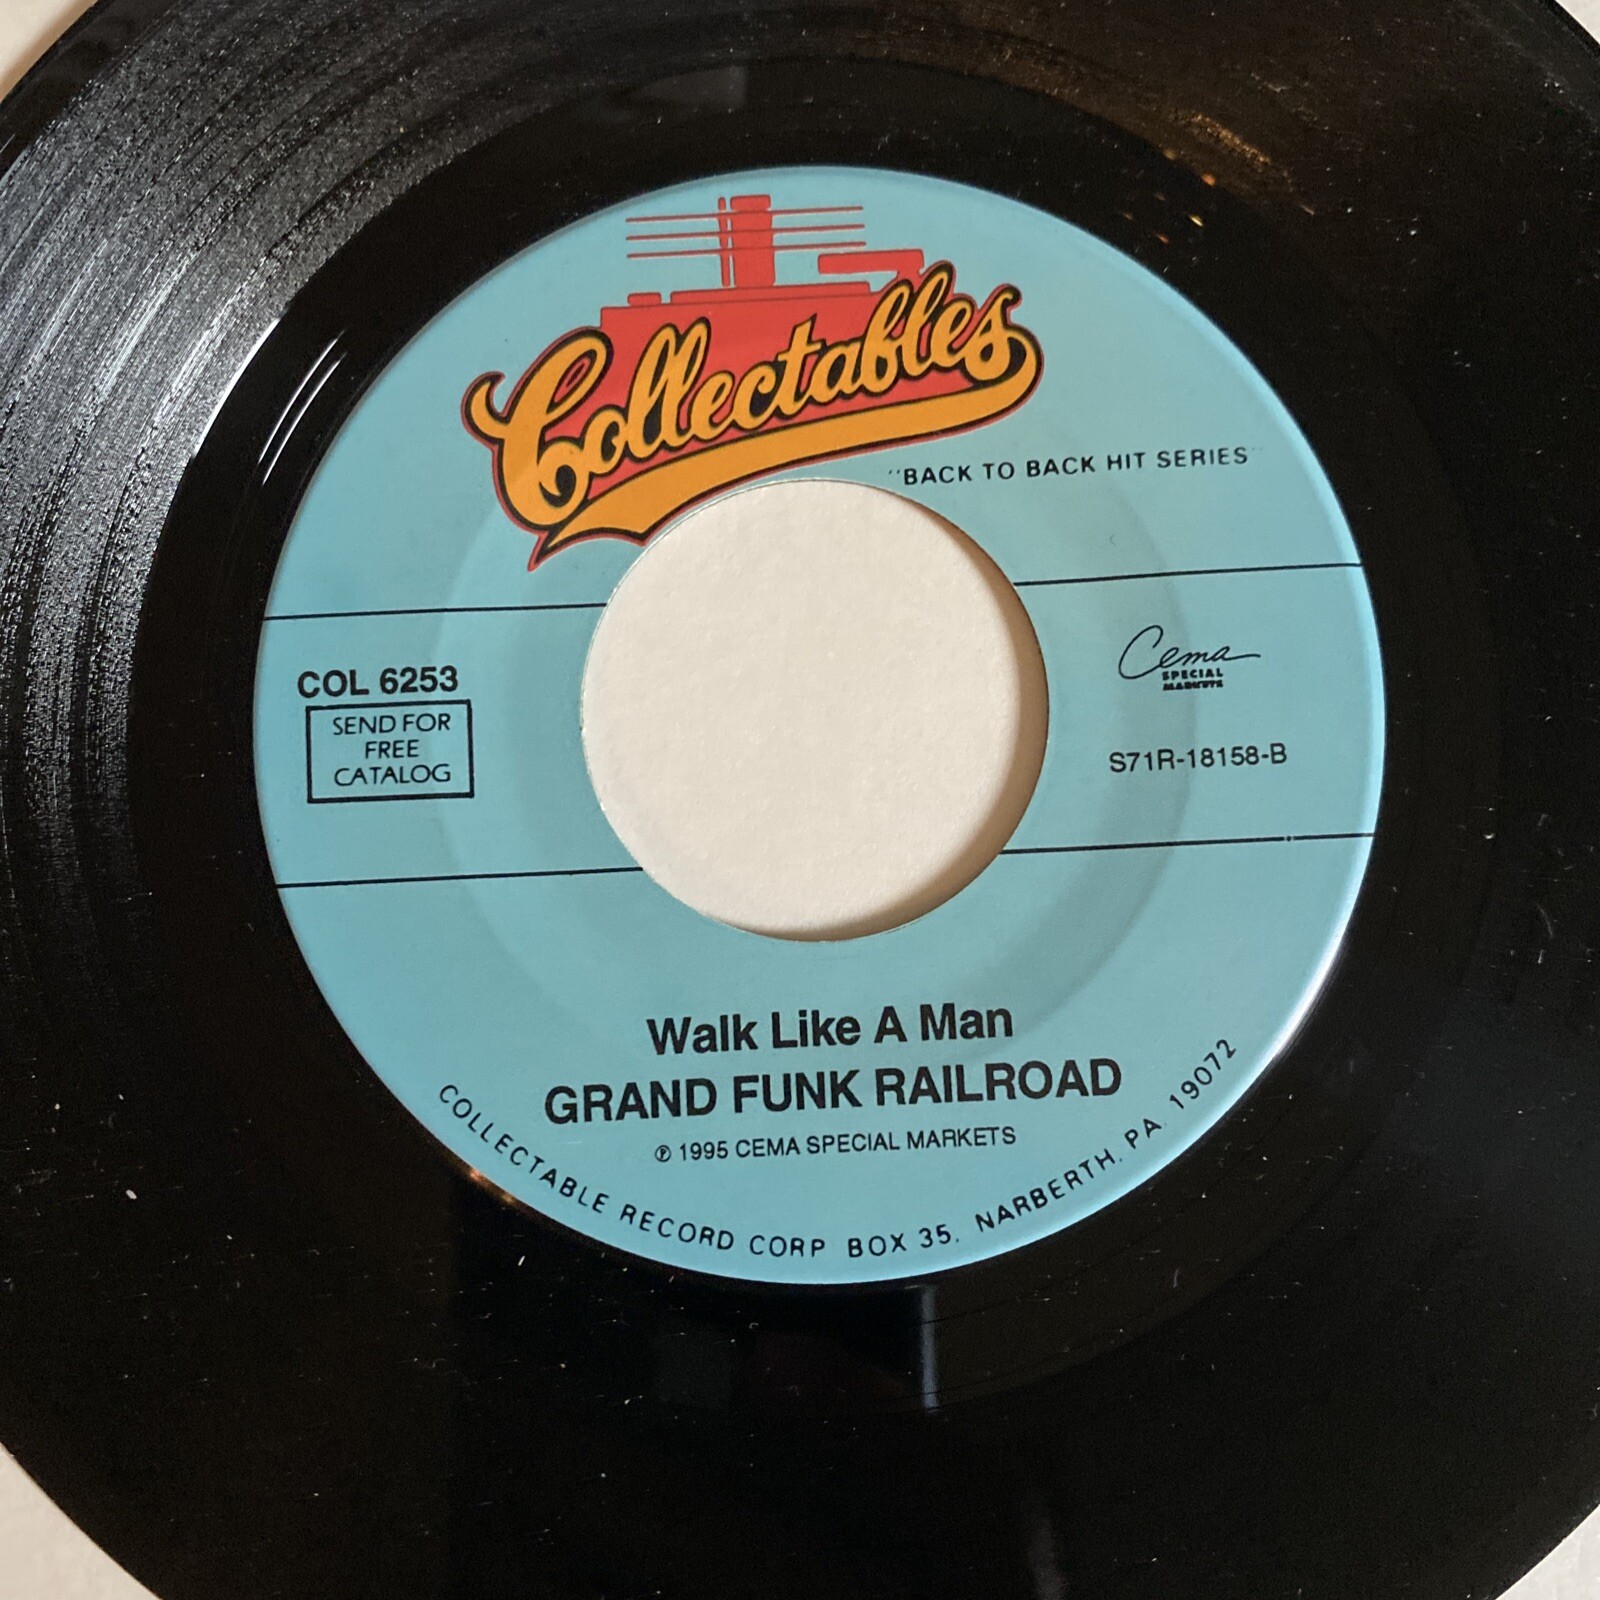 Collectables
"BACK TO BACK HIT SERIES"
COL 6253
SEND FOR
FREE
CATALOG
Cema
SPECIAL
MARKETS
S71R-18158-B
Walk Like A Man
GRAND FUNK RAILROAD
℗ 1995 CEMA SPECIAL MARKETS
COLLECTABLE RECORD CORP BOX 35, NARBERTH, PA. 19072